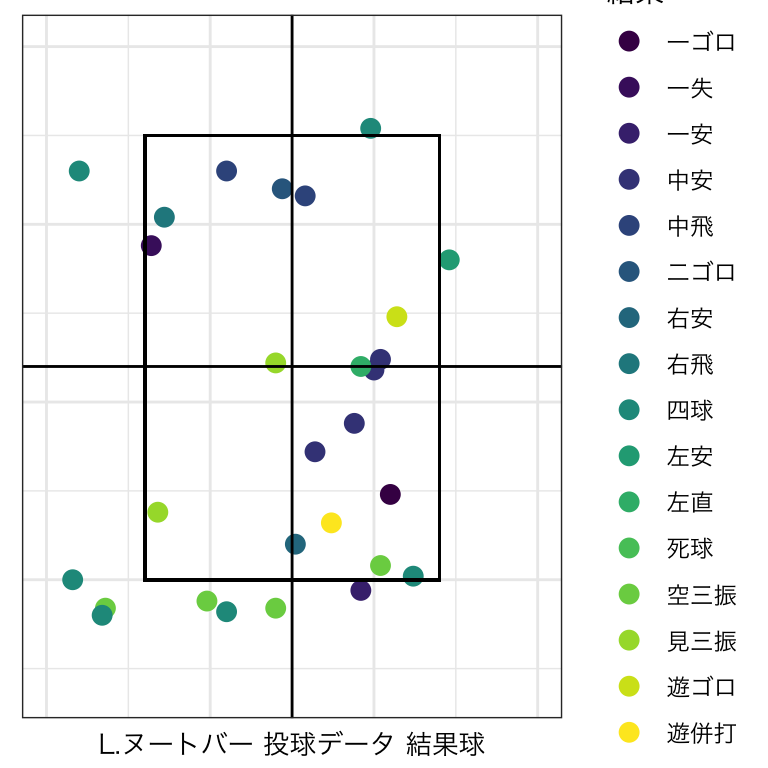 結果
一ゴロ
一失
一安
中安
中飛
二ゴロ
右安
右飛
四球
左安
左直
死球
空三振
見三振
遊ゴロ
遊併打
L.ヌートバー 投球データ 結果球